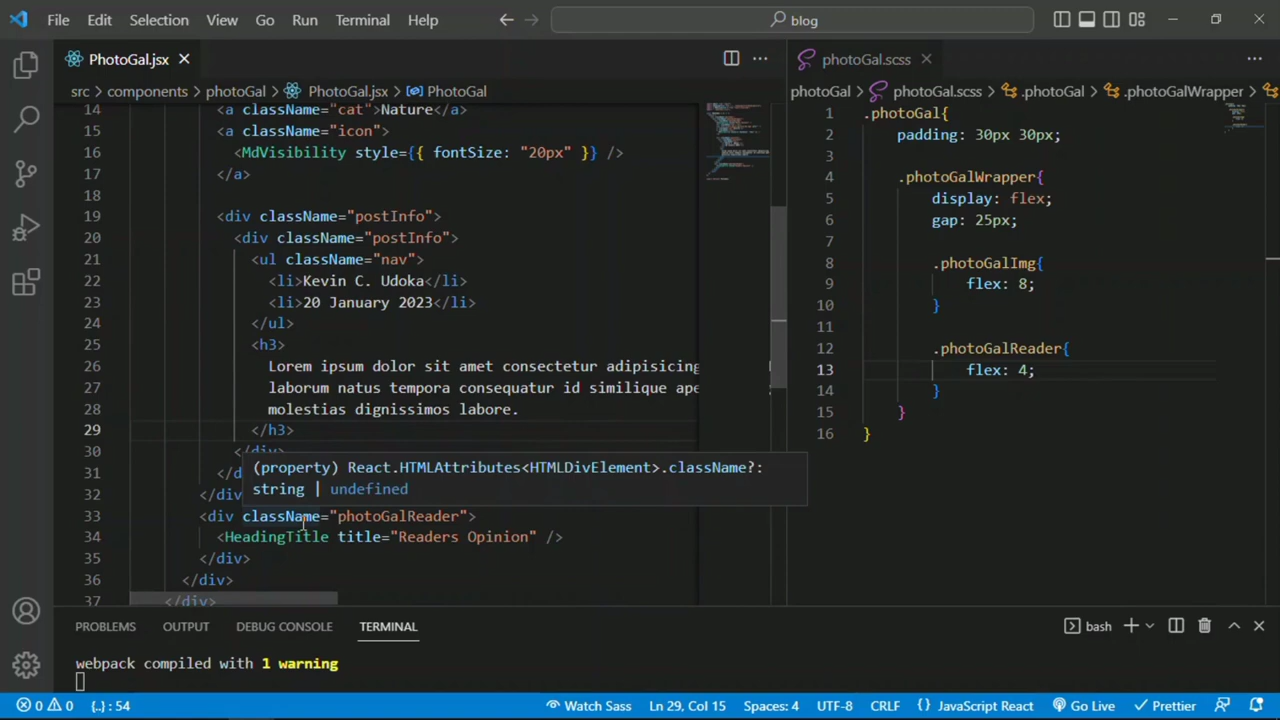 File Edit Selection View Go Run Terminal Help
blog
PhotoGal.jsx
photoGal.scss
src > components > photoGal > PhotoGal.jsx > PhotoGal
photoGal > photoGal.scss > .photoGal > .photoGalWrapper >
14 <a className="cat">Nature</a>
15 <a className="icon">
16 <MdVisibility style={{ fontSize: "20px" }} />
17 </a>
18
19 <div className="postInfo">
20 <div className="postInfo">
21 <ul className="nav">
22 <li>Kevin C. Udoka</li>
23 <li>20 January 2023</li>
24 </ul>
25 <h3>
26 Lorem ipsum dolor sit amet consectetur adipisicing
27 laborum natus tempora consequatur id similique ape
28 molestias dignissimos labore.
29 </h3>
30 </div>
31 </d
32 </div
33 <div className="photoGalReader">
34 <HeadingTitle title="Readers Opinion" />
35 </div>
36 </div>
37 </div>
(property) React.HTMLAttributes<HTMLDivElement>.className?:
string | undefined
1 .photoGal{
2 padding: 30px 30px;
3
4 .photoGalWrapper{
5 display: flex;
6 gap: 25px;
7
8 .photoGalImg{
9 flex: 8;
10 }
11
12 .photoGalReader{
13 flex: 4;
14 }
15 }
16 }
PROBLEMS OUTPUT DEBUG CONSOLE TERMINAL
bash
webpack compiled with 1 warning
0 0 {..} : 54
Watch Sass Ln 29, Col 15 Spaces: 4 UTF-8 CRLF {} JavaScript React Go Live Prettier